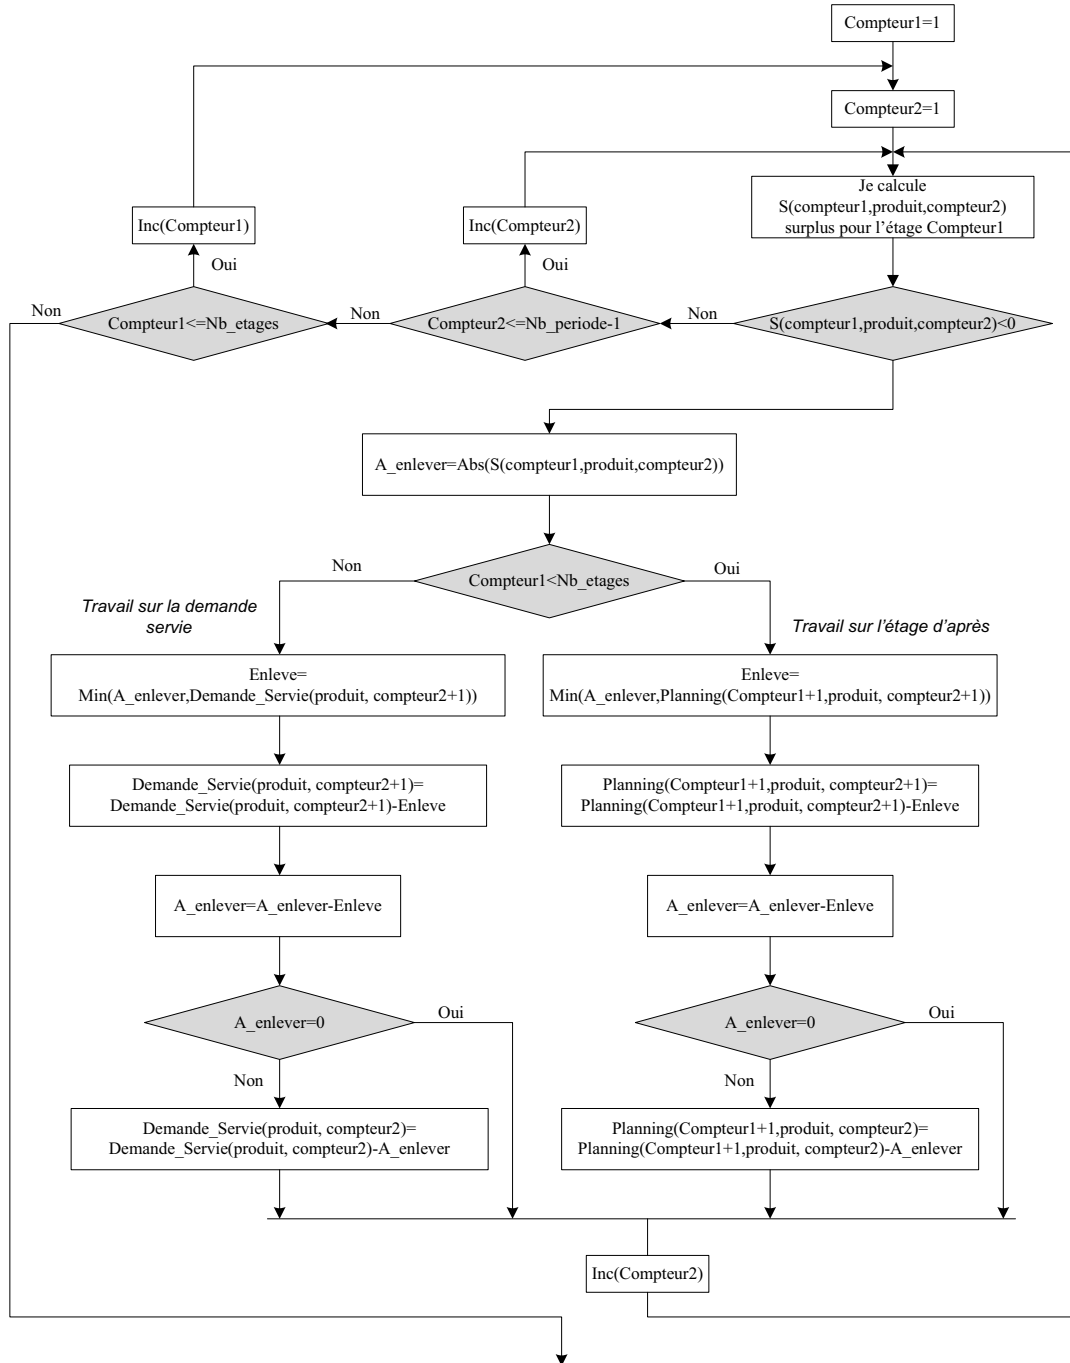 Compteur1=1
Compteur2=1
Je calcule
S(compteur1,produit,compteur2)
surplus pour l'étage Compteur1
Inc(Compteur1)
Inc(Compteur2)
Oui
Oui
Non
Compteur1<=Nb_etages
Non
Compteur2<=Nb_periode-1
Non
S(compteur1,produit,compteur2)<0
A_enlever=Abs(S(compteur1,produit,compteur2))
Non
Compteur1<Nb_etages
Oui
Travail sur la demande
servie
Travail sur l'étage d'après
Enleve=
Min(A_enlever,Demande_Servie(produit, compteur2+1))
Enleve=
Min(A_enlever,Planning(Compteur1+1,produit, compteur2+1))
Demande_Servie(produit, compteur2+1)=
Demande_Servie(produit, compteur2+1)-Enleve
Planning(Compteur1+1,produit, compteur2+1)=
Planning(Compteur1+1,produit, compteur2+1)-Enleve
A_enlever=A_enlever-Enleve
A_enlever=A_enlever-Enleve
A_enlever=0
Oui
A_enlever=0
Oui
Non
Non
Demande_Servie(produit, compteur2)=
Demande_Servie(produit, compteur2)-A_enlever
Planning(Compteur1+1,produit, compteur2)=
Planning(Compteur1+1,produit, compteur2)-A_enlever
Inc(Compteur2)